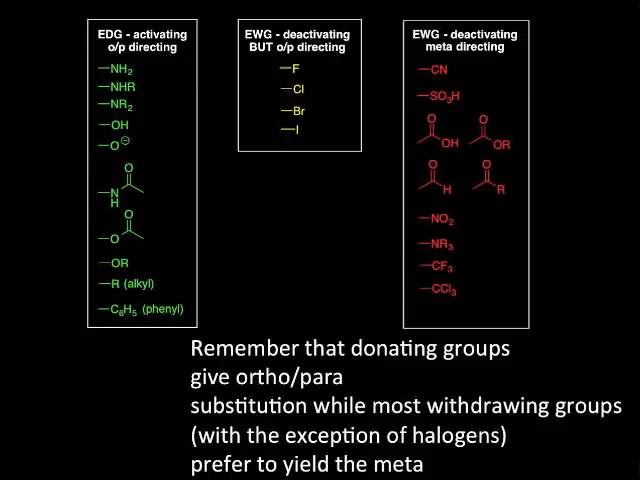 EDG - activating
o/p directing
—NH₂
—NHR
—NR₂
—OH
—O⊖
O
—N
H
O
—O
—OR
—R (alkyl)
—C₆H₅ (phenyl)
EWG - deactivating
BUT o/p directing
—F
—Cl
—Br
—I
EWG - deactivating
meta directing
—CN
—SO₃H
O O
OH OR
O O
H R
—NO₂
—NR₃
—CF₃
—CCl₃
Remember that donating groups
give ortho/para
substitution while most withdrawing groups
(with the exception of halogens)
prefer to yield the meta